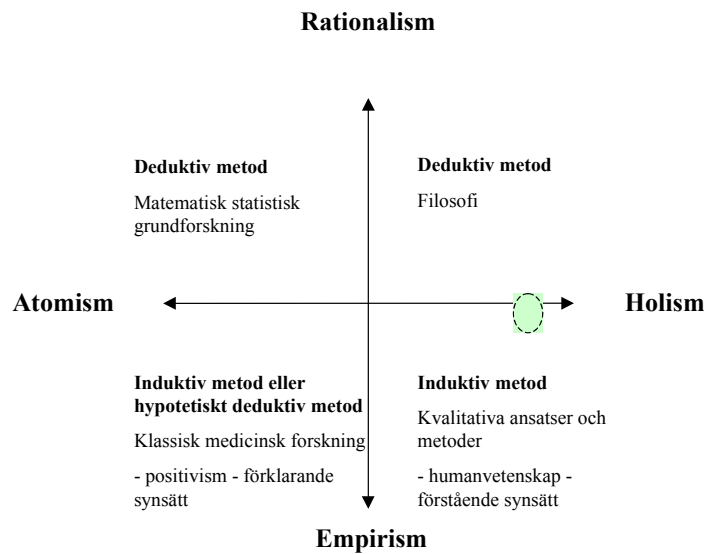 Rationalism
Deduktiv metod
Matematisk statistisk
grundforskning
Deduktiv metod
Filosofi
Atomism
Holism
Induktiv metod eller
hypotetiskt deduktiv metod
Klassisk medicinsk forskning
- positivism - förklarande
synsätt
Induktiv metod
Kvalitativa ansatser och
metoder
- humanvetenskap -
förstående synsätt
Empirism